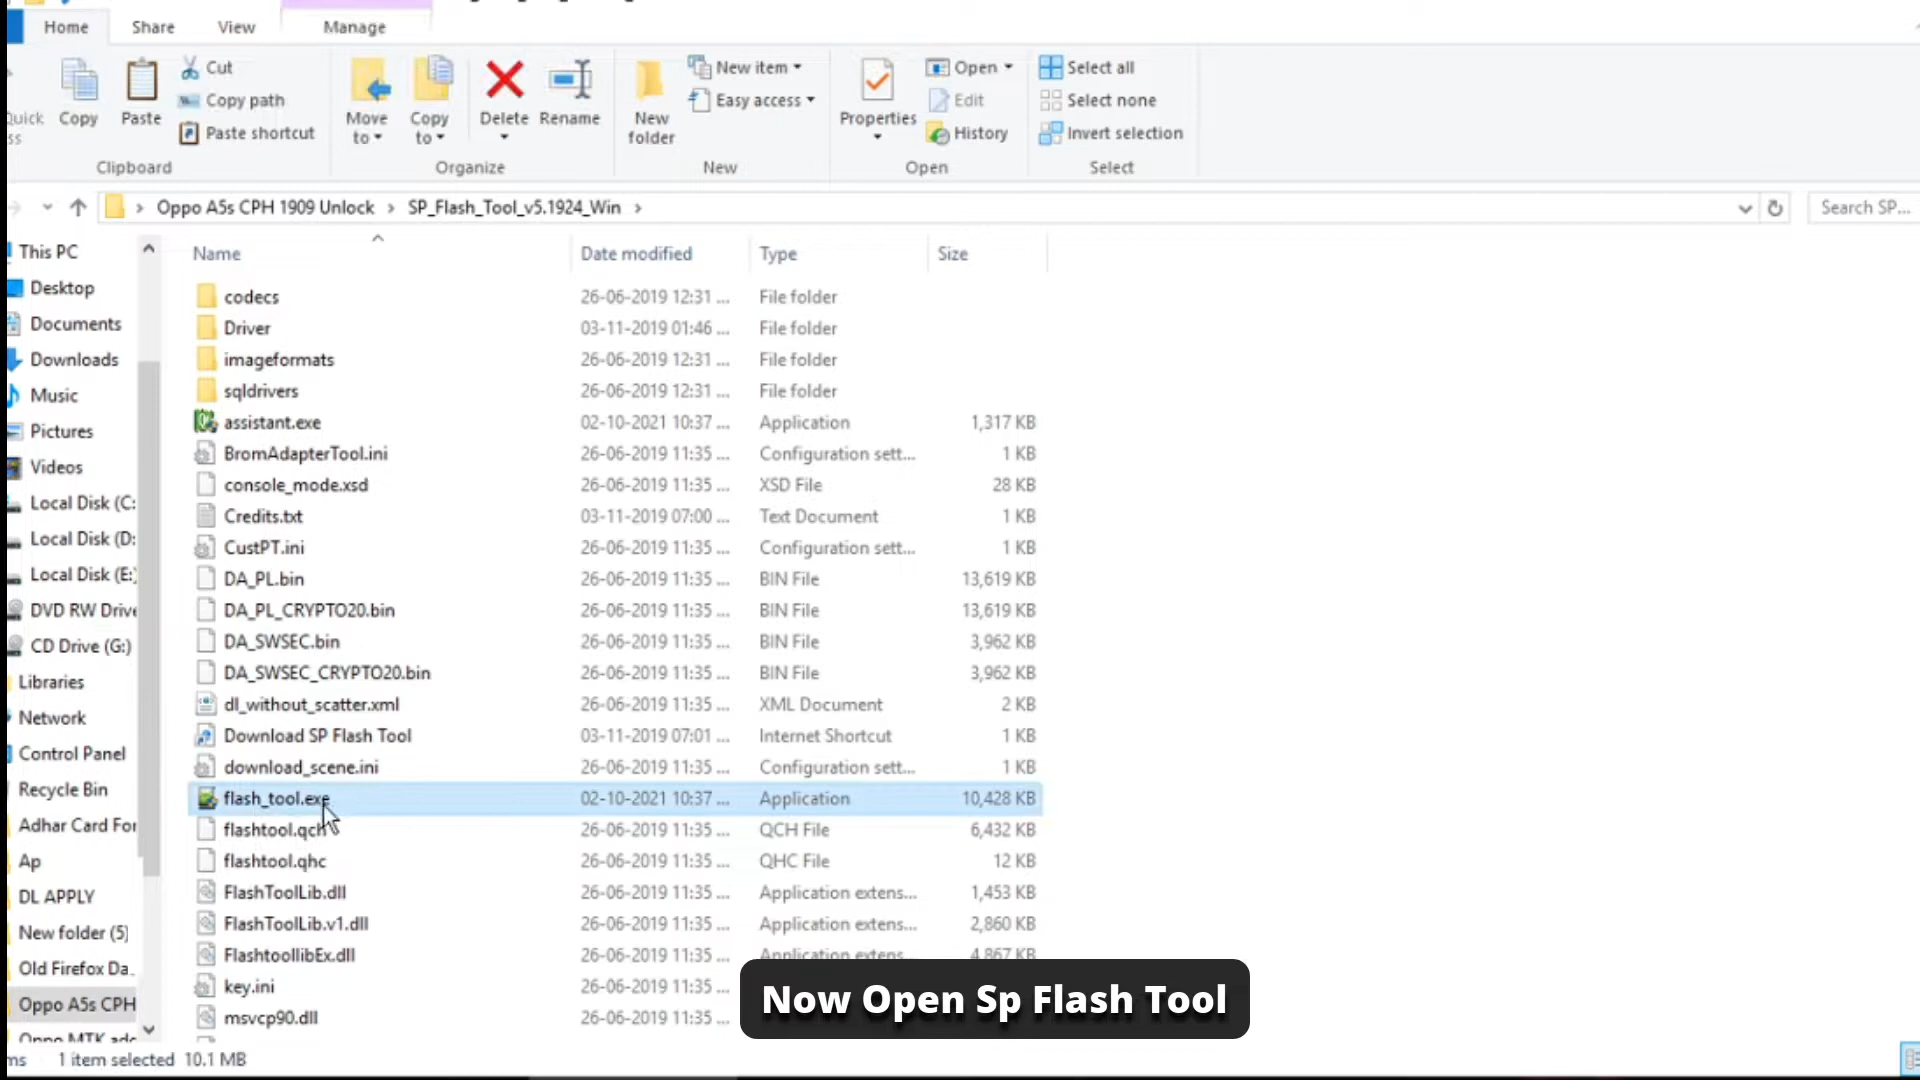 Home Share View Manage
Copy Paste Cut Copy path Paste shortcut Clipboard
Move to Copy to Delete Rename Organize
New folder New item Easy access New
Properties Open Edit History Open
Select all Select none Invert selection Select
Oppo A5s CPH 1909 Unlock > SP_Flash_Tool_v5.1924_Win >
Search SP...
This PC
Desktop
Documents
Downloads
Music
Pictures
Videos
Local Disk (C:
Local Disk (D:
Local Disk (E:
DVD RW Drive
CD Drive (G:)
Libraries
Network
Control Panel
Recycle Bin
Adhar Card For
Ap
DL APPLY
New folder (5)
Old Firefox Da
Oppo A5s CPH
Name Date modified Type Size
codecs 26-06-2019 12:31 ... File folder
Driver 03-11-2019 01:46 ... File folder
imageformats 26-06-2019 12:31 ... File folder
sqldrivers 26-06-2019 12:31 ... File folder
assistant.exe 02-10-2021 10:37 ... Application 1,317 KB
BromAdapterTool.ini 26-06-2019 11:35 ... Configuration sett... 1 KB
console_mode.xsd 26-06-2019 11:35 ... XSD File 28 KB
Credits.txt 03-11-2019 07:00 ... Text Document 1 KB
CustPT.ini 26-06-2019 11:35 ... Configuration sett... 1 KB
DA_PL.bin 26-06-2019 11:35 ... BIN File 13,619 KB
DA_PL_CRYPTO20.bin 26-06-2019 11:35 ... BIN File 13,619 KB
DA_SWSEC.bin 26-06-2019 11:35 ... BIN File 3,962 KB
DA_SWSEC_CRYPTO20.bin 26-06-2019 11:35 ... BIN File 3,962 KB
dl_without_scatter.xml 26-06-2019 11:35 ... XML Document 2 KB
Download SP Flash Tool 03-11-2019 07:01 ... Internet Shortcut 1 KB
download_scene.ini 26-06-2019 11:35 ... Configuration sett... 1 KB
flash_tool.exe 02-10-2021 10:37 ... Application 10,428 KB
flashtool.qch 26-06-2019 11:35 ... QCH File 6,432 KB
flashtool.qhc 26-06-2019 11:35 ... QHC File 12 KB
FlashToolLib.dll 26-06-2019 11:35 ... Application extens... 1,453 KB
FlashToolLib.v1.dll 26-06-2019 11:35 ... Application extens... 2,860 KB
FlashtoollibEx.dll 26-06-2019 11:35 ... Application extens... 4,867 KB
key.ini 26-06-2019 11:35 ...
msvcp90.dll 26-06-2019 11:35 ...
Now Open Sp Flash Tool
1 item selected 10.1 MB